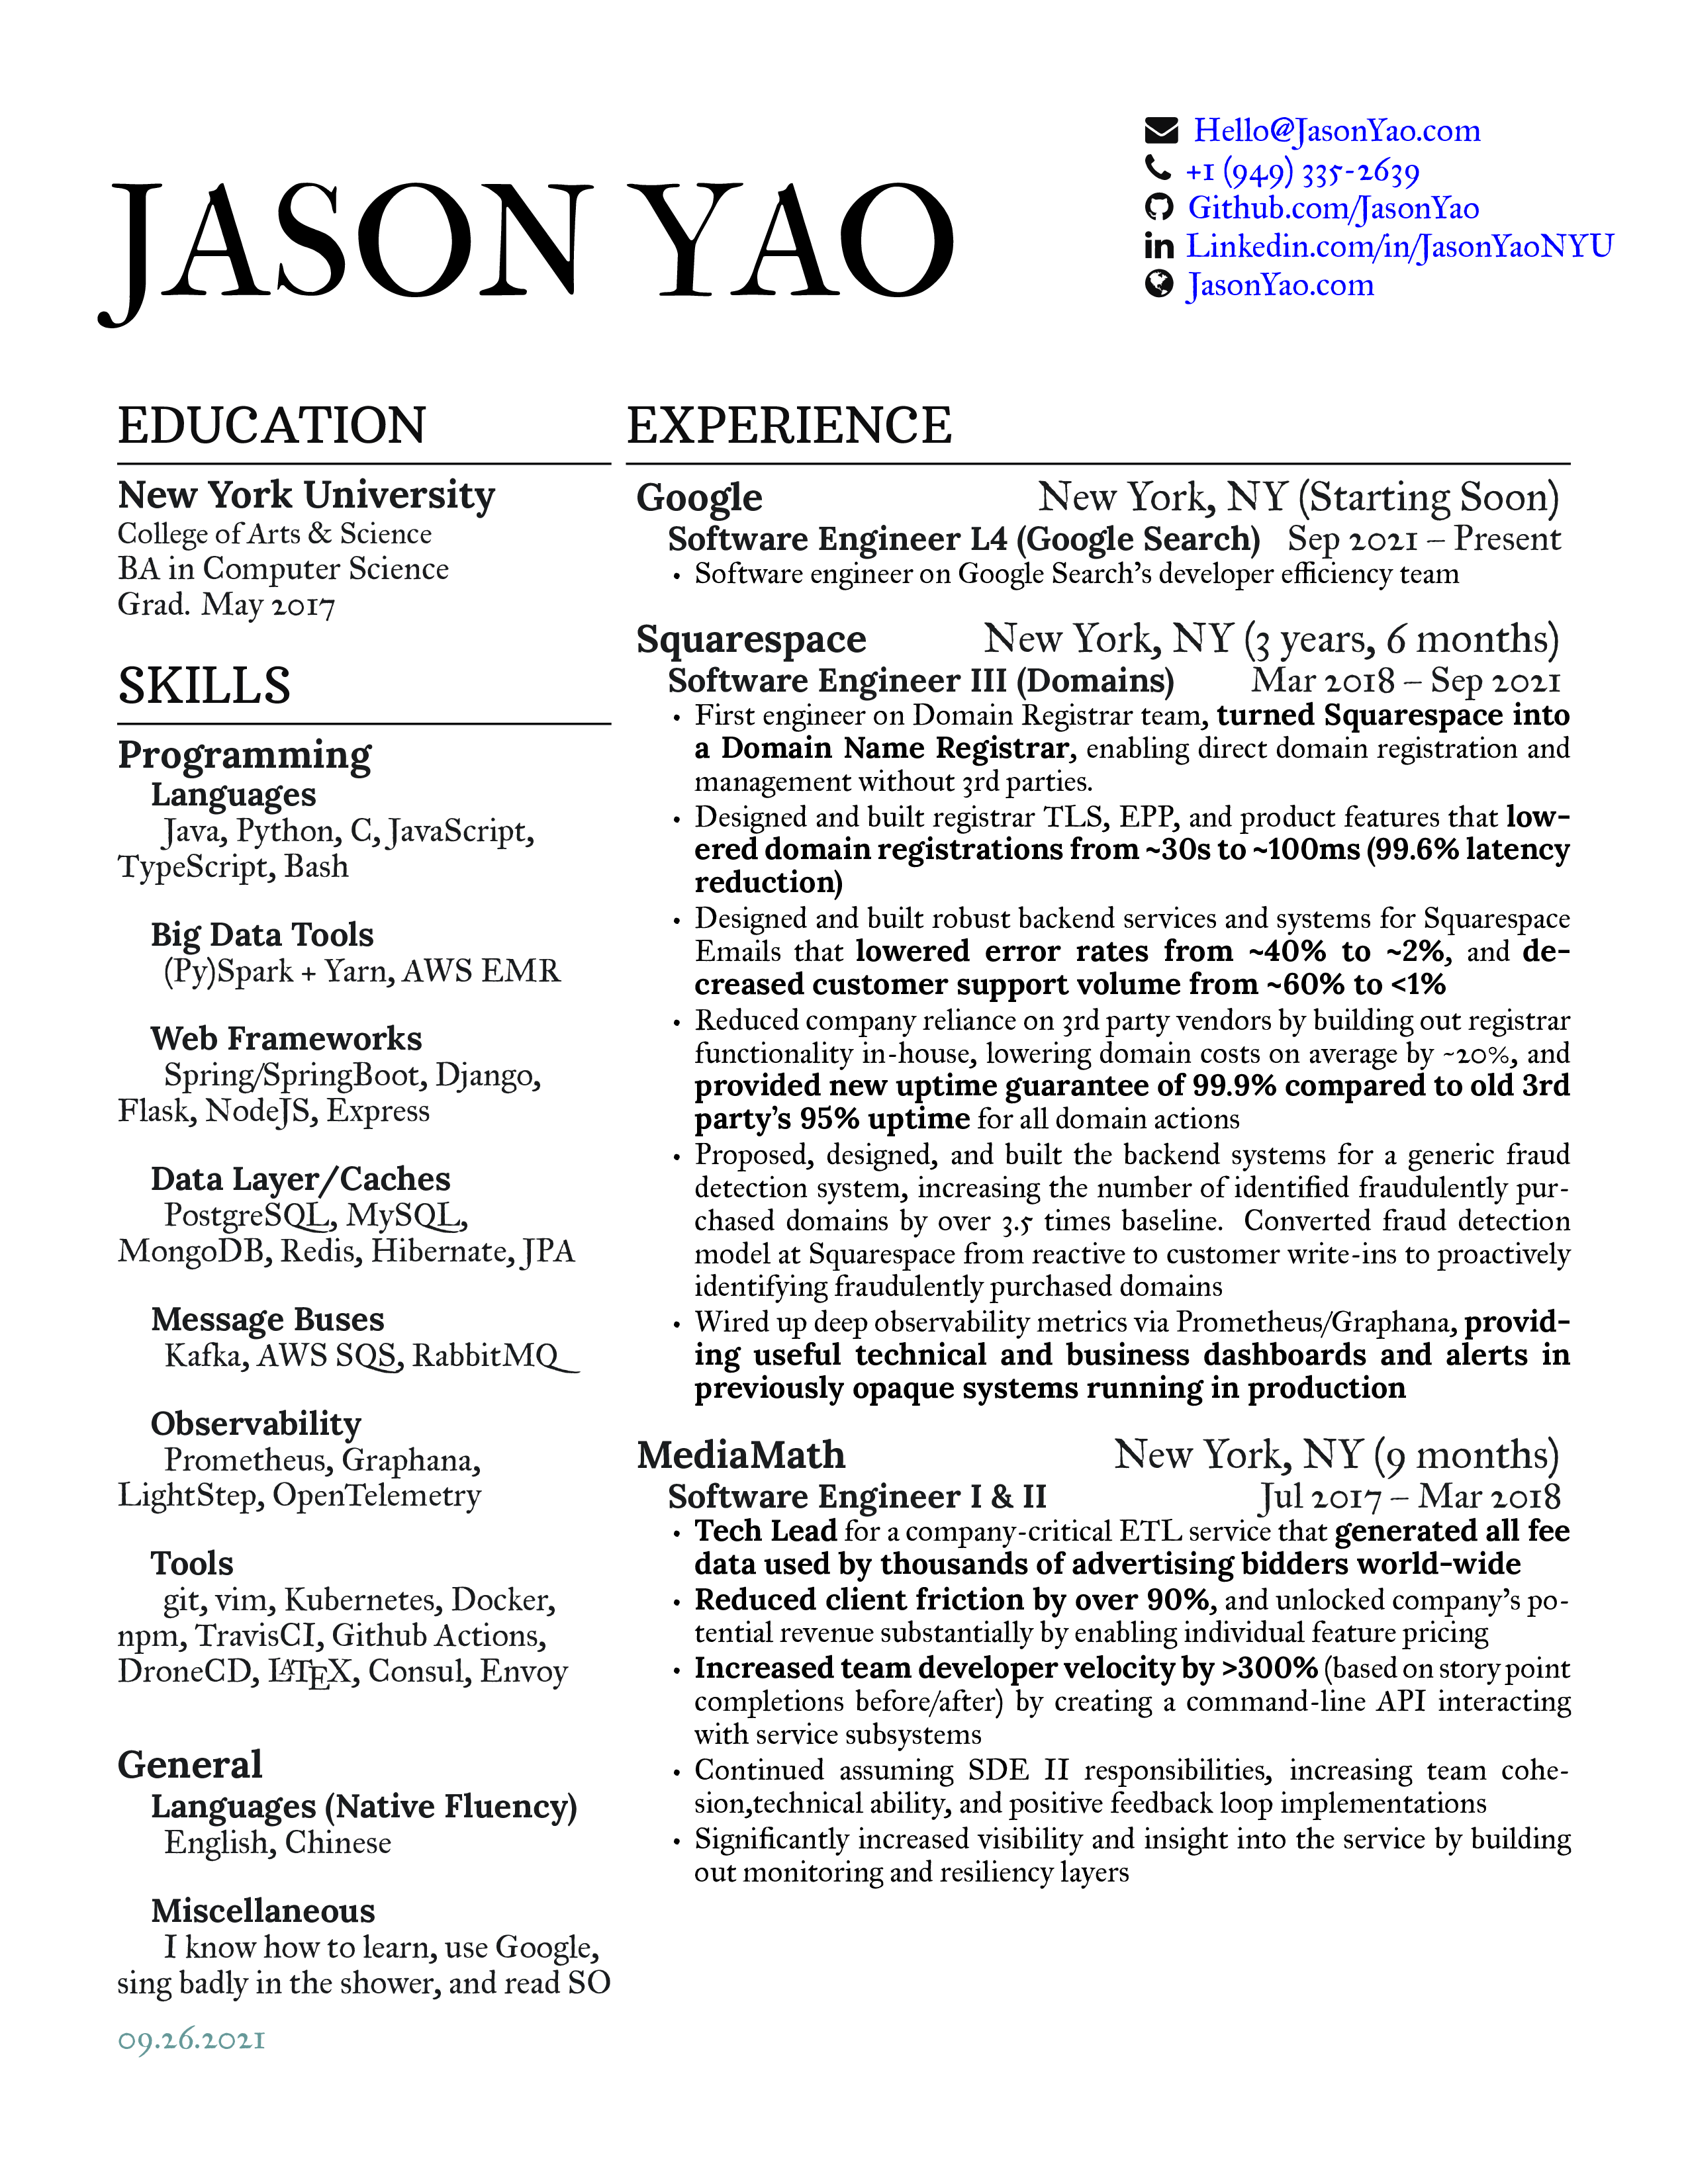 JASON YAO
Hello@JasonYao.com
+1 (949) 335-2639
Github.com/JasonYao
Linkedin.com/in/JasonYaoNYU
JasonYao.com
EDUCATION
New York University
College of Arts & Science
BA in Computer Science
Grad. May 2017
SKILLS
Programming
Languages
Java, Python, C, JavaScript,
TypeScript, Bash
Big Data Tools
(Py)Spark + Yarn, AWS EMR
Web Frameworks
Spring/SpringBoot, Django,
Flask, NodeJS, Express
Data Layer/Caches
PostgreSQL, MySQL,
MongoDB, Redis, Hibernate, JPA
Message Buses
Kafka, AWS SQS, RabbitMQ
Observability
Prometheus, Graphana,
LightStep, OpenTelemetry
Tools
git, vim, Kubernetes, Docker,
npm, TravisCI, Github Actions,
DroneCD, LATEX, Consul, Envoy
General
Languages (Native Fluency)
English, Chinese
Miscellaneous
I know how to learn, use Google,
sing badly in the shower, and read SO
09.26.2021
EXPERIENCE
Google New York, NY (Starting Soon)
Software Engineer L4 (Google Search) Sep 2021 – Present
• Software engineer on Google Search's developer efficiency team
Squarespace New York, NY (3 years, 6 months)
Software Engineer III (Domains) Mar 2018 – Sep 2021
• First engineer on Domain Registrar team, turned Squarespace into
a Domain Name Registrar, enabling direct domain registration and
management without 3rd parties.
• Designed and built registrar TLS, EPP, and product features that low-
ered domain registrations from ~30s to ~100ms (99.6% latency
reduction)
• Designed and built robust backend services and systems for Squarespace
Emails that lowered error rates from ~40% to ~2%, and de-
creased customer support volume from ~60% to <1%
• Reduced company reliance on 3rd party vendors by building out registrar
functionality in-house, lowering domain costs on average by ~20%, and
provided new uptime guarantee of 99.9% compared to old 3rd
party's 95% uptime for all domain actions
• Proposed, designed, and built the backend systems for a generic fraud
detection system, increasing the number of identified fraudulently pur-
chased domains by over 3.5 times baseline. Converted fraud detection
model at Squarespace from reactive to customer write-ins to proactively
identifying fraudulently purchased domains
• Wired up deep observability metrics via Prometheus/Graphana, provid-
ing useful technical and business dashboards and alerts in
previously opaque systems running in production
MediaMath New York, NY (9 months)
Software Engineer I & II Jul 2017 – Mar 2018
• Tech Lead for a company-critical ETL service that generated all fee
data used by thousands of advertising bidders world-wide
• Reduced client friction by over 90%, and unlocked company's po-
tential revenue substantially by enabling individual feature pricing
• Increased team developer velocity by >300% (based on story point
completions before/after) by creating a command-line API interacting
with service subsystems
• Continued assuming SDE II responsibilities, increasing team cohe-
sion,technical ability, and positive feedback loop implementations
• Significantly increased visibility and insight into the service by building
out monitoring and resiliency layers